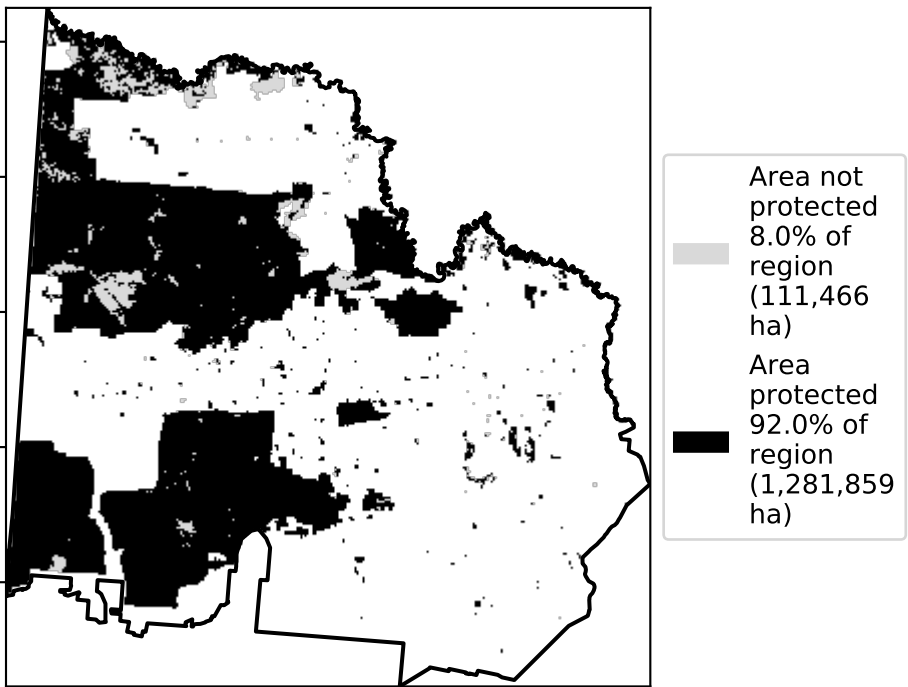 Area not
protected
8.0% of
region
(111,466
ha)
Area
protected
92.0% of
region
(1,281,859
ha)